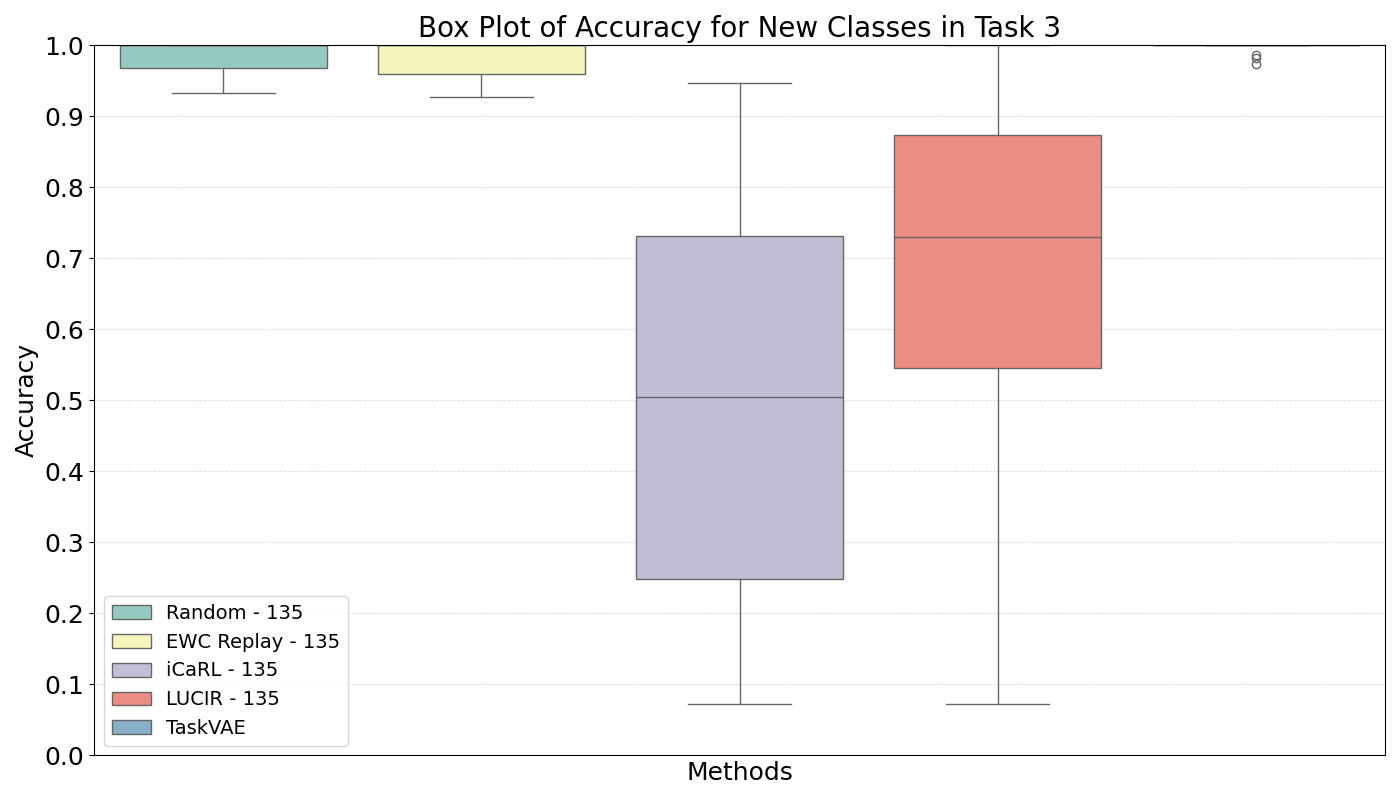 Box Plot of Accuracy for New Classes in Task 3
1.0
0.9
0.8
0.7
0.6
0.5
0.4
0.3
0.2
0.1
0.0
Accuracy
Random - 135
EWC Replay - 135
iCaRL - 135
LUCIR - 135
TaskVAE
Methods